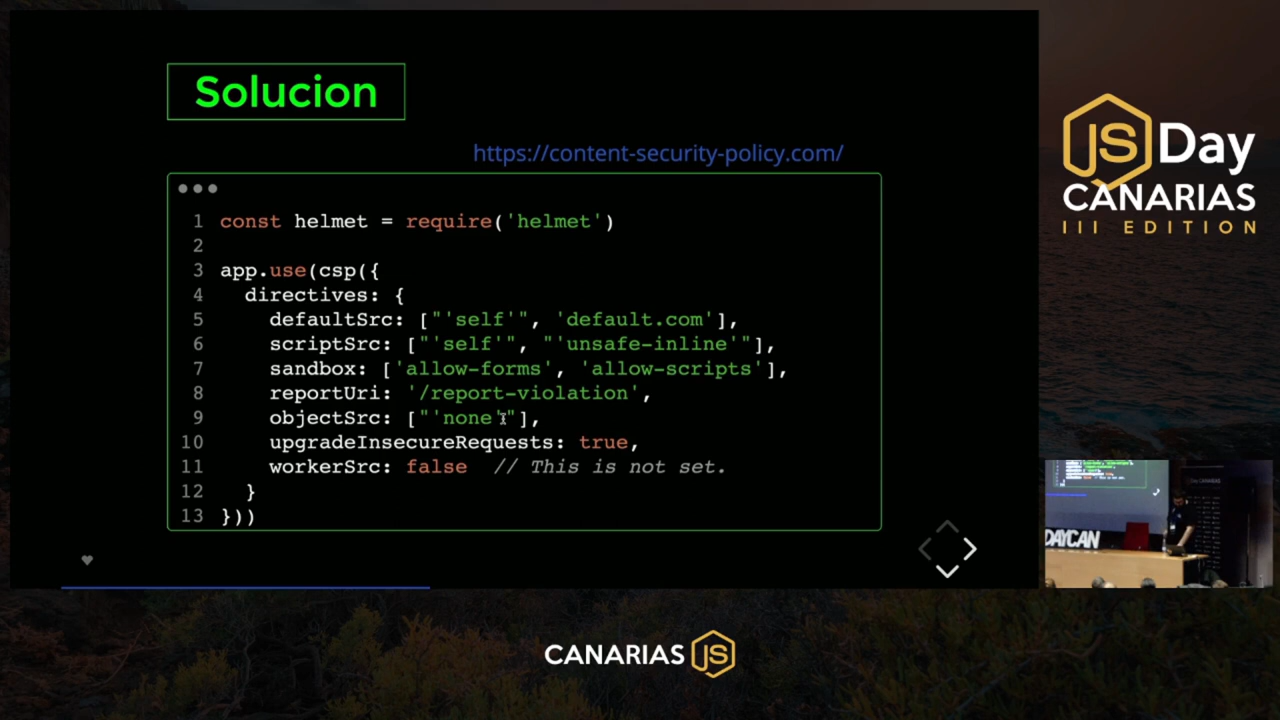 Solucion
https://content-security-policy.com/
1 const helmet = require('helmet')
2
3 app.use(csp({
4   directives: {
5     defaultSrc: ["'self'", 'default.com'],
6     scriptSrc: ["'self'", "'unsafe-inline'"],
7     sandbox: ['allow-forms', 'allow-scripts'],
8     reportUri: '/report-violation',
9     objectSrc: ["'none'"],
10     upgradeInsecureRequests: true,
11     workerSrc: false  // This is not set.
12   }
13 }))
JS Day
CANARIAS
III EDITION
DAYCAN
CANARIAS JS